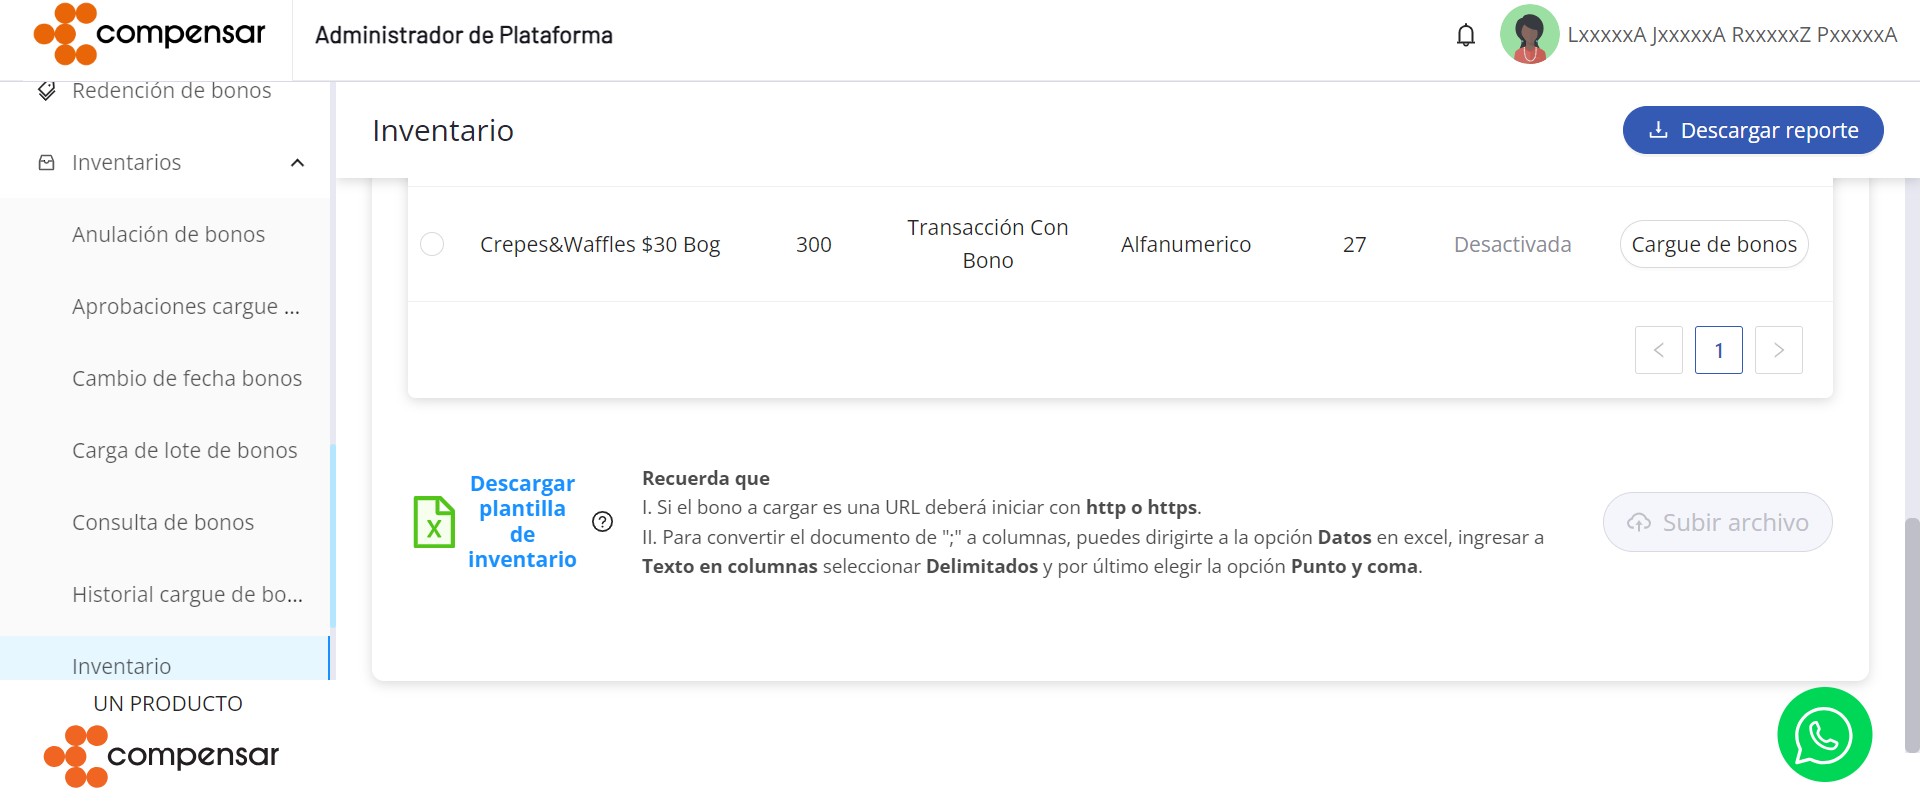 compensar
Administrador de Plataforma
LxxxxxA JxxxxxA RxxxxxZ PxxxxxA
Redención de bonos
Inventarios
Anulación de bonos
Aprobaciones cargue ...
Cambio de fecha bonos
Carga de lote de bonos
Consulta de bonos
Historial cargue de bo...
Inventario
UN PRODUCTO
compensar
Inventario
Descargar reporte
Crepes&Waffles $30 Bog
300
Transacción Con
Bono
Alfanumerico
27
Desactivada
Cargue de bonos
<
1
>
X
Descargar
plantilla
de
inventario
?
Recuerda que
I. Si el bono a cargar es una URL deberá iniciar con http o https.
II. Para convertir el documento de ";" a columnas, puedes dirigirte a la opción Datos en excel, ingresar a
Texto en columnas seleccionar Delimitados y por último elegir la opción Punto y coma.
Subir archivo